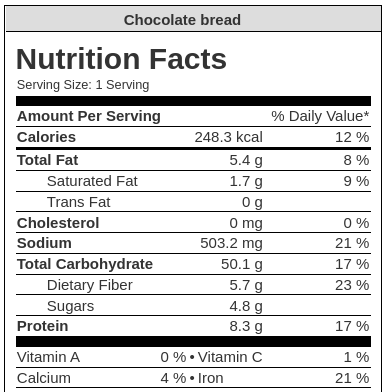 Chocolate bread
Nutrition Facts
Serving Size: 1 Serving
Amount Per Serving % Daily Value*
Calories 248.3 kcal 12 %
Total Fat 5.4 g 8 %
Saturated Fat 1.7 g 9 %
Trans Fat 0 g
Cholesterol 0 mg 0 %
Sodium 503.2 mg 21 %
Total Carbohydrate 50.1 g 17 %
Dietary Fiber 5.7 g 23 %
Sugars 4.8 g
Protein 8.3 g 17 %
Vitamin A 0 % • Vitamin C 1 %
Calcium 4 % • Iron 21 %